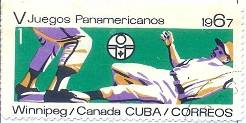 V Juegos Panamericanos 1967
1
Winnipeg/Canada CUBA/CORREOS